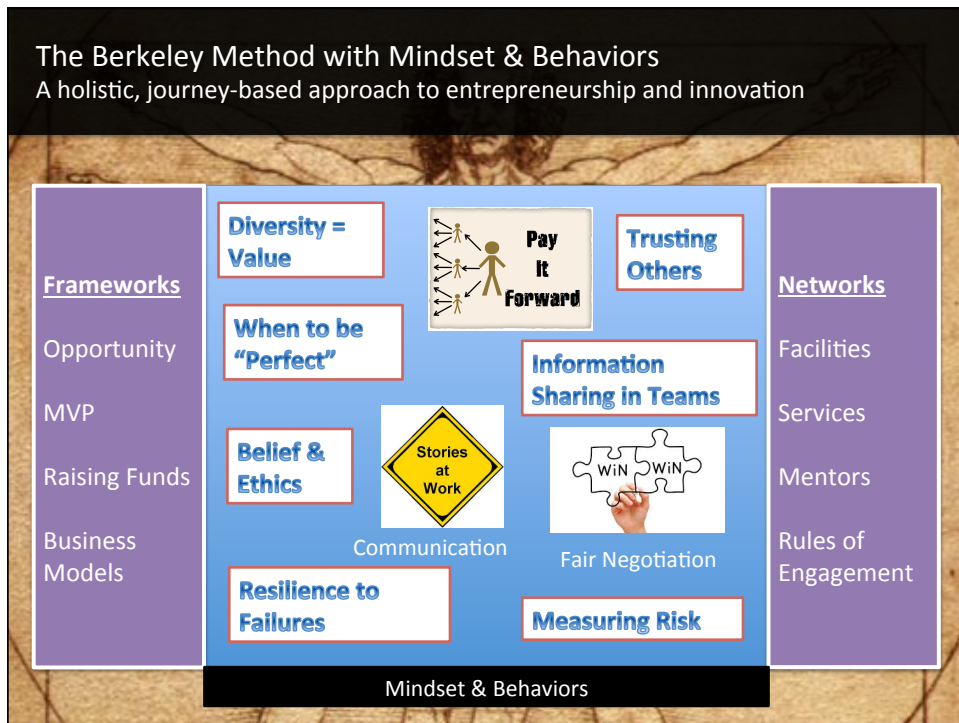 The Berkeley Method with Mindset & Behaviors
A holistic, journey-based approach to entrepreneurship and innovation
Frameworks
Opportunity
MVP
Raising Funds
Business
Models
Diversity =
Value
Pay
It
Forward
Trusting
Others
When to be
“Perfect”
Information
Sharing in Teams
Belief &
Ethics
Stories
at
Work
Communication
WiN WiN
Fair Negotiation
Resilience to
Failures
Measuring Risk
Networks
Facilities
Services
Mentors
Rules of
Engagement
Mindset & Behaviors